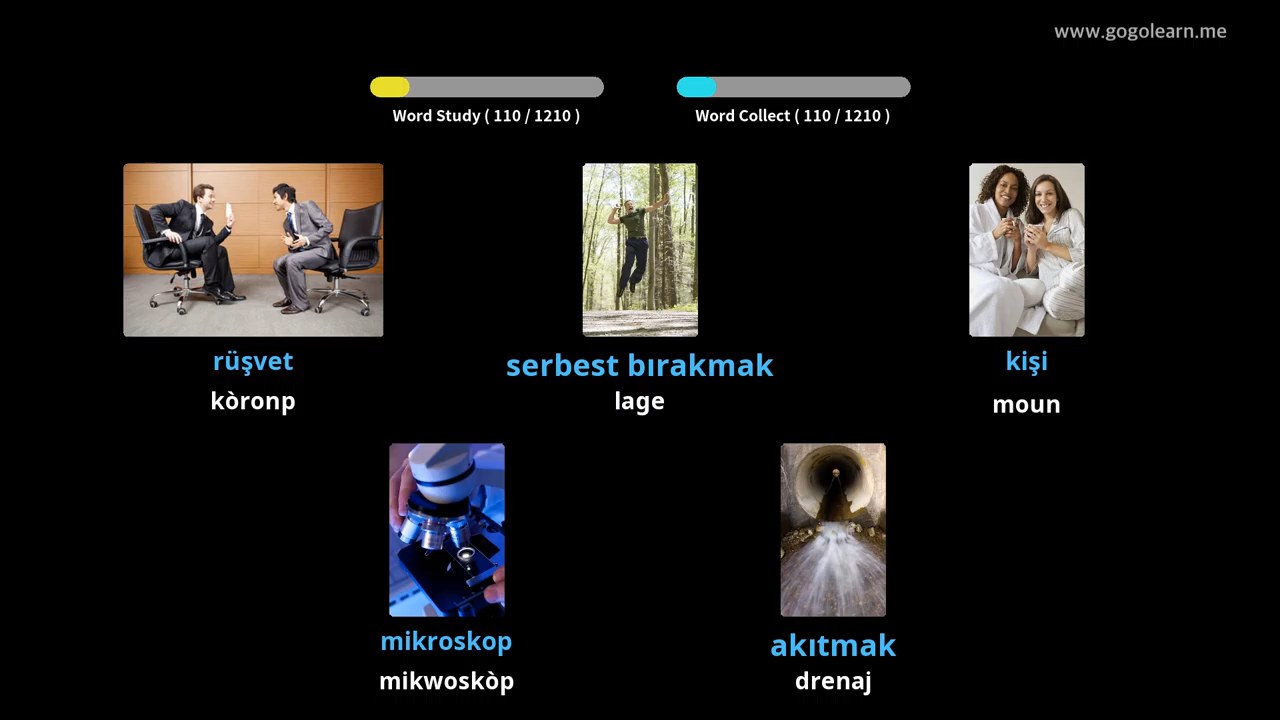 www.gogolearn.me
Word Study ( 110 / 1210 )
Word Collect ( 110 / 1210 )
rüşvet
kòronp
serbest bırakmak
lage
kişi
moun
mikroskop
mikwoskòp
akıtmak
drenaj